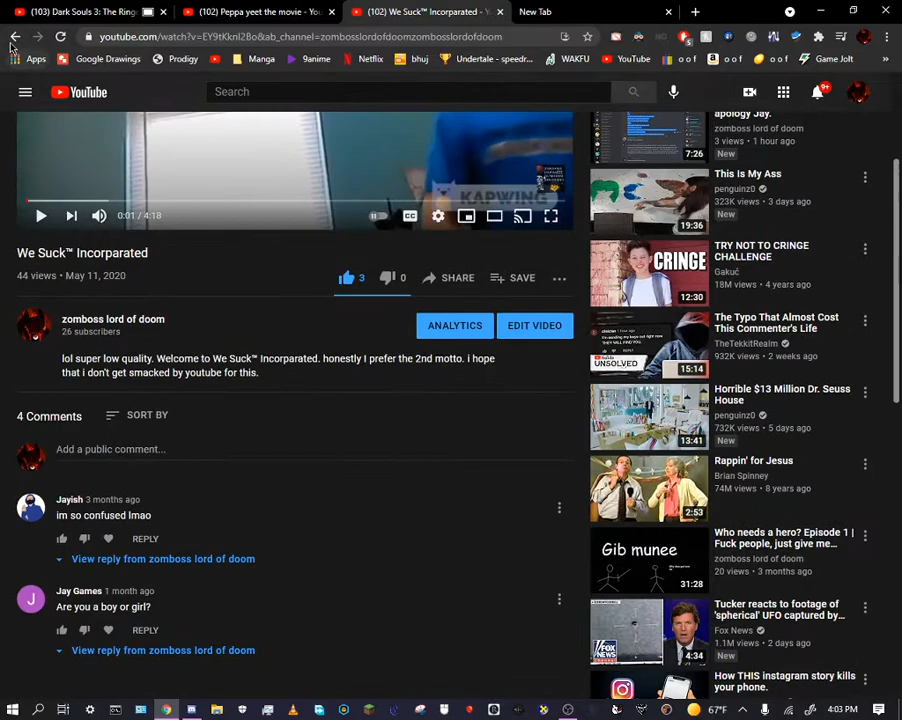 (103) Dark Souls 3: The Ringe
(102) Peppa yeet the movie - You
(102) We Suck™ Incorparated -
New Tab
youtube.com/watch?v=EY9tKknI2Bo&ab_channel=zombosslordofdoomzombosslordofdoom
Apps
Google Drawings
Prodigy
Manga
9anime
Netflix
bhuj
Undertale - speedr...
WAKFU
YouTube
o o f
o o f
o o f
Game Jolt
YouTube
Search
9+
KAPWING
0:01 / 4:18
CC
We Suck™ Incorparated
44 views • May 11, 2020
3
0
SHARE
SAVE
zomboss lord of doom
26 subscribers
ANALYTICS
EDIT VIDEO
lol super low quality. Welcome to We Suck™ Incorparated. honestly I prefer the 2nd motto. i hope
that i don't get smacked by youtube for this.
4 Comments
SORT BY
Add a public comment...
Jayish 3 months ago
im so confused lmao
REPLY
View reply from zomboss lord of doom
J
Jay Games 1 month ago
Are you a boy or girl?
REPLY
View reply from zomboss lord of doom
apology Jay.
zomboss lord of doom
3 views • 1 hour ago
New
7:26
This Is My Ass
penguinz0
323K views • 3 days ago
New
19:36
TRY NOT TO CRINGE
CHALLENGE
Gakuć
18M views • 4 years ago
CRINGE
12:30
The Typo That Almost Cost
This Commenter's Life
TheTekkitRealm
932K views • 2 weeks ago
UNSOLVED
15:14
Horrible $13 Million Dr. Seuss
House
penguinz0
732K views • 5 days ago
New
13:41
Rappin' for Jesus
Brian Spinney
74M views • 8 years ago
2:53
Who needs a hero? Episode 1 |
Fuck people, just give me...
zomboss lord of doom
20 views • 3 months ago
Gib munee
31:28
Tucker reacts to footage of
'spherical' UFO captured by...
Fox News
1.1M views • 2 days ago
New
FOX
NEWS
4:34
How THIS instagram story kills
your phone.
67°F
4:03 PM